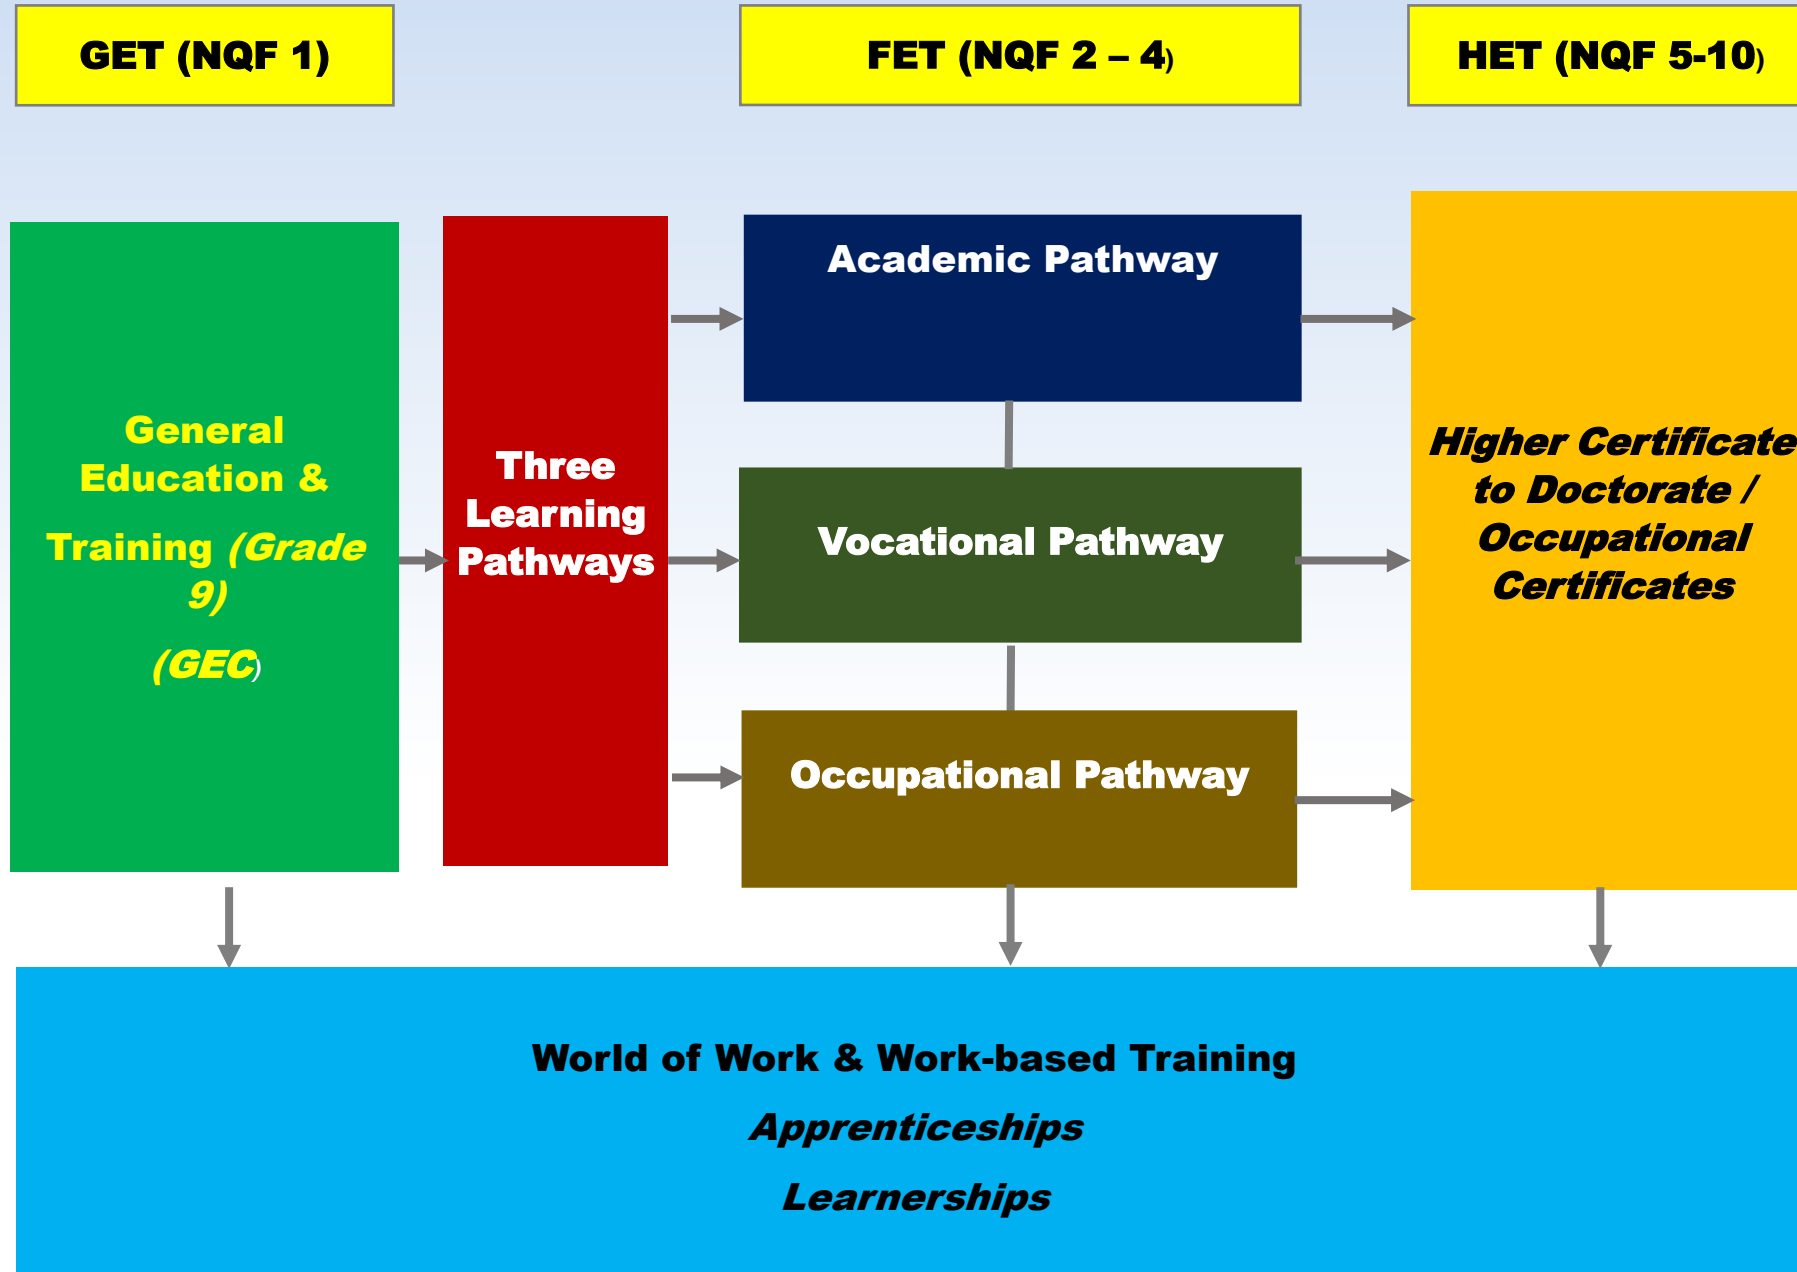 GET (NQF 1)
FET (NQF 2 – 4)
HET (NQF 5-10)
General
Education &
Training (Grade
9)
(GEC)
Three
Learning
Pathways
Academic Pathway
Vocational Pathway
Occupational Pathway
Higher Certificate
to Doctorate /
Occupational
Certificates
World of Work & Work-based Training
Apprenticeships
Learnerships